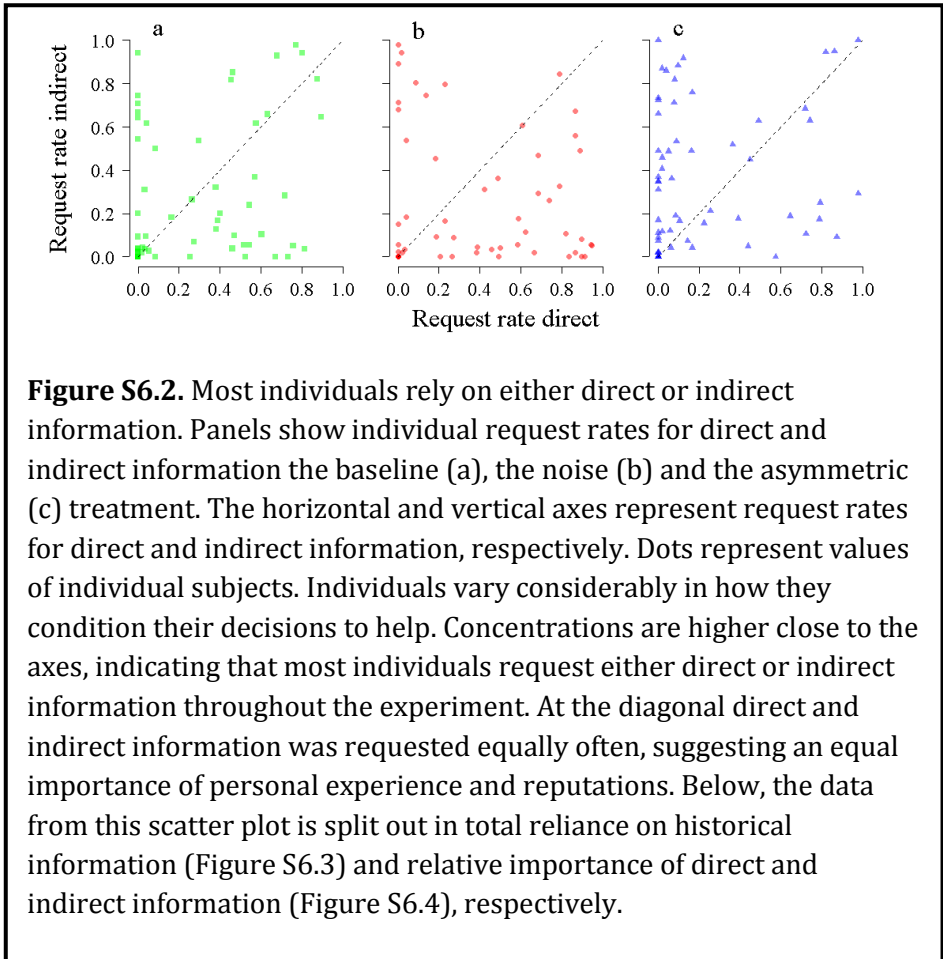 a b c
Request rate indirect
1.0
0.8
0.6
0.4
0.2
0.0
0.0 0.2 0.4 0.6 0.8 1.0 0.0 0.2 0.4 0.6 0.8 1.0 0.0 0.2 0.4 0.6 0.8 1.0
Request rate direct
Figure S6.2. Most individuals rely on either direct or indirect
information. Panels show individual request rates for direct and
indirect information the baseline (a), the noise (b) and the asymmetric
(c) treatment. The horizontal and vertical axes represent request rates
for direct and indirect information, respectively. Dots represent values
of individual subjects. Individuals vary considerably in how they
condition their decisions to help. Concentrations are higher close to the
axes, indicating that most individuals request either direct or indirect
information throughout the experiment. At the diagonal direct and
indirect information was requested equally often, suggesting an equal
importance of personal experience and reputations. Below, the data
from this scatter plot is split out in total reliance on historical
information (Figure S6.3) and relative importance of direct and
indirect information (Figure S6.4), respectively.